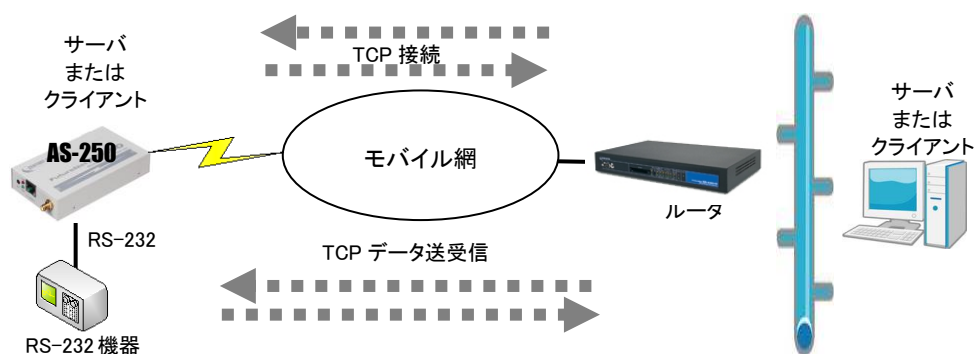 サーバ
または
クライアント
TCP 接続
AS-250
モバイル網
ルータ
サーバ
または
クライアント
RS-232
TCP データ送受信
RS-232 機器